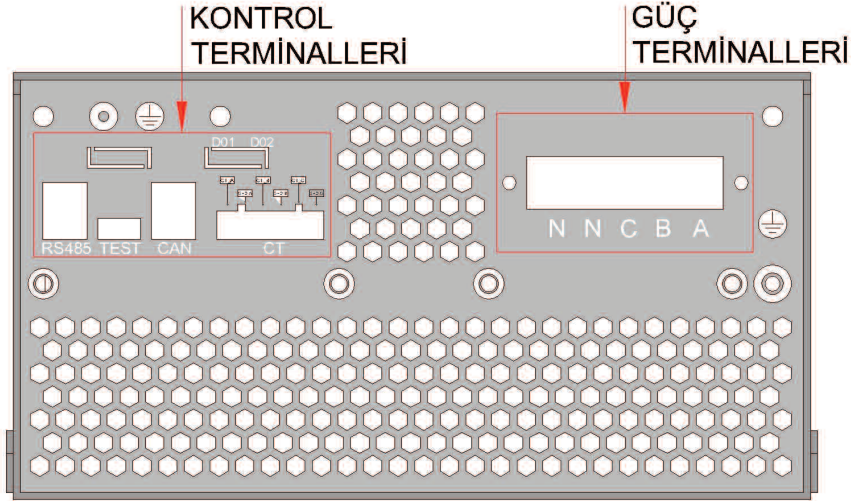 KONTROL
TERMİNALLERİ
GÜÇ
TERMİNALLERİ
D01 D02
RS485 TEST CAN CT
N N C B A